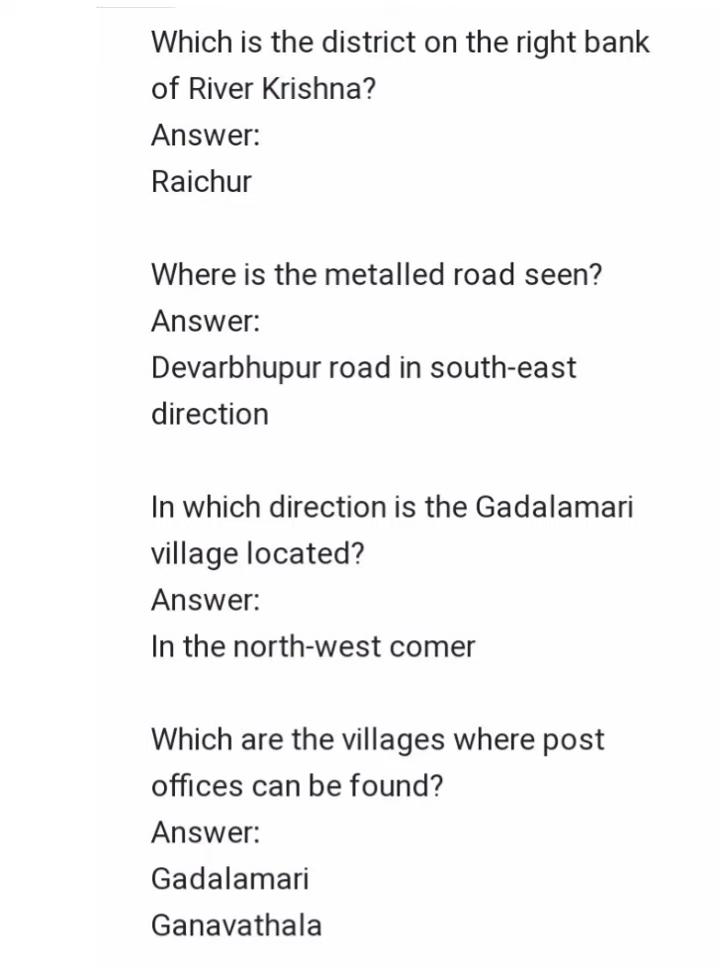 Which is the district on the right bank
of River Krishna?
Answer:
Raichur
Where is the metalled road seen?
Answer:
Devarbhupur road in south-east
direction
In which direction is the Gadalamari
village located?
Answer:
In the north-west comer
Which are the villages where post
offices can be found?
Answer:
Gadalamari
Ganavathala